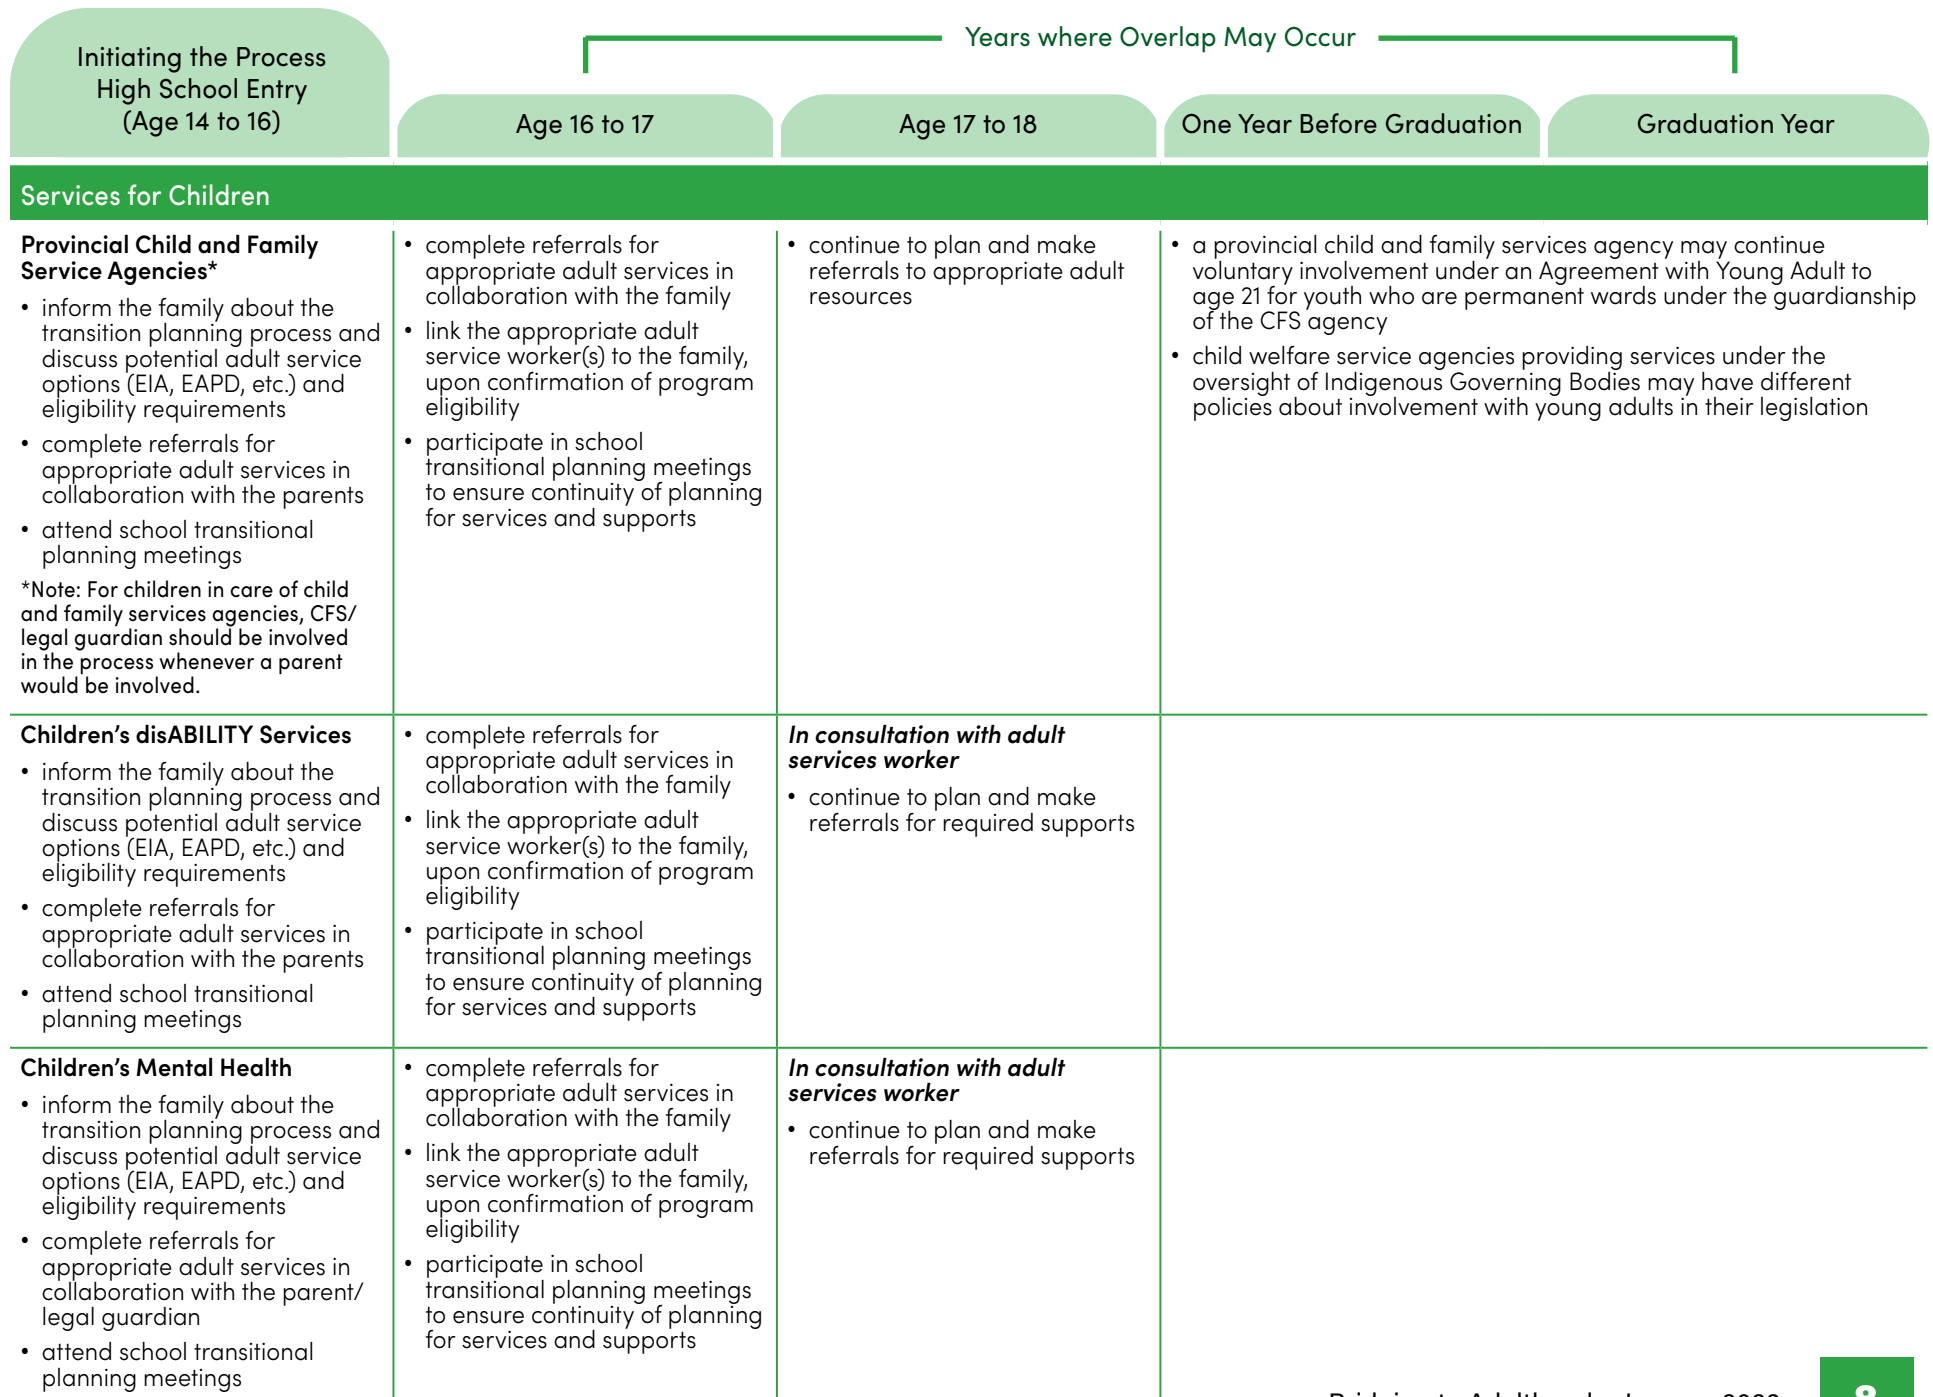 Initiating the Process
High School Entry
(Age 14 to 16)
Years where Overlap May Occur
Age 16 to 17
Age 17 to 18
One Year Before Graduation
Graduation Year
Services for Children
Provincial Child and Family
Service Agencies*
• inform the family about the
transition planning process and
discuss potential adult service
options (EIA, EAPD, etc.) and
eligibility requirements
• complete referrals for
appropriate adult services in
collaboration with the parents
• attend school transitional
planning meetings
*Note: For children in care of child
and family services agencies, CFS/
legal guardian should be involved
in the process whenever a parent
would be involved.
• complete referrals for
appropriate adult services in
collaboration with the family
• link the appropriate adult
service worker(s) to the family,
upon confirmation of program
eligibility
• participate in school
transitional planning meetings
to ensure continuity of planning
for services and supports
• continue to plan and make
referrals to appropriate adult
resources
• a provincial child and family services agency may continue
voluntary involvement under an Agreement with Young Adult to
age 21 for youth who are permanent wards under the guardianship
of the CFS agency
• child welfare service agencies providing services under the
oversight of Indigenous Governing Bodies may have different
policies about involvement with young adults in their legislation
Children's disABILITY Services
• inform the family about the
transition planning process and
discuss potential adult service
options (EIA, EAPD, etc.) and
eligibility requirements
• complete referrals for
appropriate adult services in
collaboration with the parents
• attend school transitional
planning meetings
• complete referrals for
appropriate adult services in
collaboration with the family
• link the appropriate adult
service worker(s) to the family,
upon confirmation of program
eligibility
• participate in school
transitional planning meetings
to ensure continuity of planning
for services and supports
In consultation with adult
services worker
• continue to plan and make
referrals for required supports
Children's Mental Health
• inform the family about the
transition planning process and
discuss potential adult service
options (EIA, EAPD, etc.) and
eligibility requirements
• complete referrals for
appropriate adult services in
collaboration with the parent/
legal guardian
• attend school transitional
planning meetings
• complete referrals for
appropriate adult services in
collaboration with the family
• link the appropriate adult
service worker(s) to the family,
upon confirmation of program
eligibility
• participate in school
transitional planning meetings
to ensure continuity of planning
for services and supports
In consultation with adult
services worker
• continue to plan and make
referrals for required supports
8